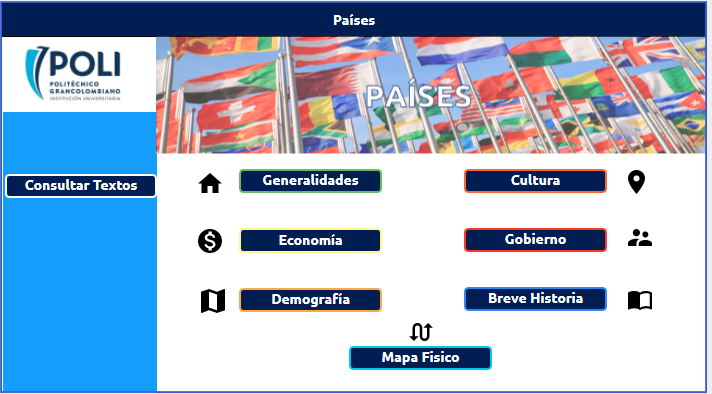 Países
POLI
POLITÉCNICO
GRANCOLOMBIANO
INSTITUCIÓN UNIVERSITARIA
PAÍSES
Consultar Textos
Generalidades
Cultura
Economía
Gobierno
Demografía
Breve Historia
Mapa Fisico